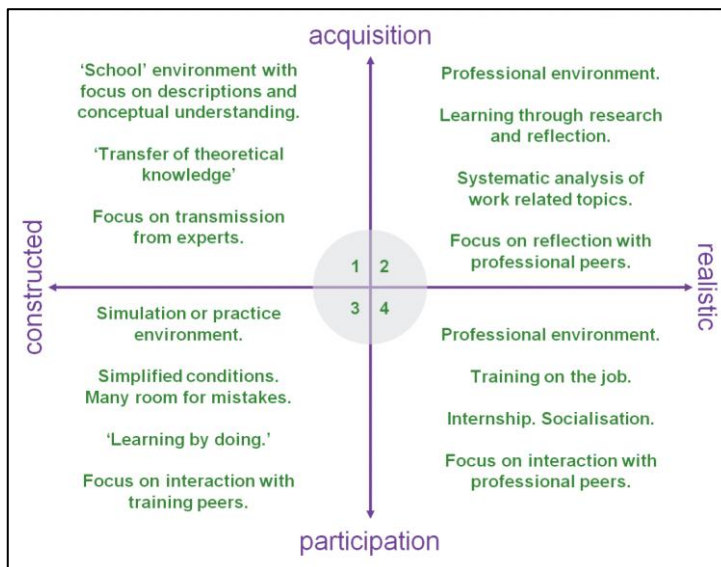 acquisition
‘School’ environment with
focus on descriptions and
conceptual understanding.
‘Transfer of theoretical
knowledge’
Focus on transmission
from experts.
Professional environment.
Learning through research
and reflection.
Systematic analysis of
work related topics.
Focus on reflection with
professional peers.
constructed
1 2
3 4
realistic
Simulation or practice
environment.
Simplified conditions.
Many room for mistakes.
‘Learning by doing.’
Focus on interaction with
training peers.
Professional environment.
Training on the job.
Internship. Socialisation.
Focus on interaction with
professional peers.
participation